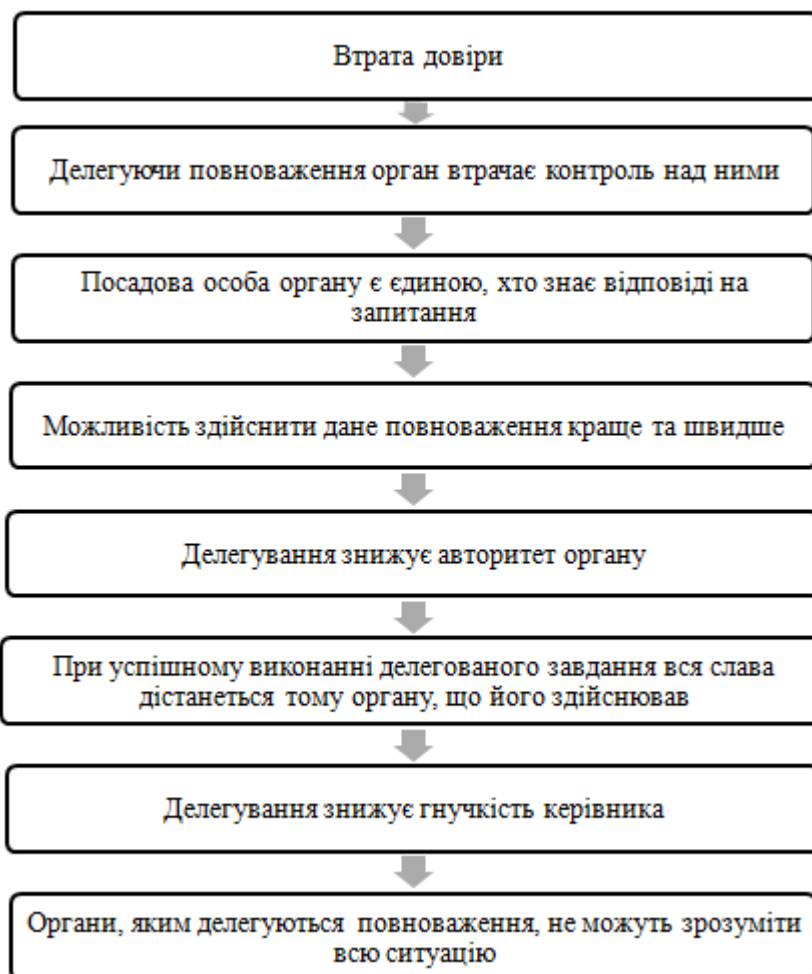 Втрата довіри
Делегуючи повноваження орган втрачає контроль над ними
Посадова особа органу є єдиною, хто знає відповіді на
запитання
Можливість здійснити дане повноваження краще та швидше
Делегування знижує авторитет органу
При успішному виконанні делегованого завдання вся слава
дістанеться тому органу, що його здійснював
Делегування знижує гнучкість керівника
Органи, яким делегуються повноваження, не можуть зрозуміти
всю ситуацію